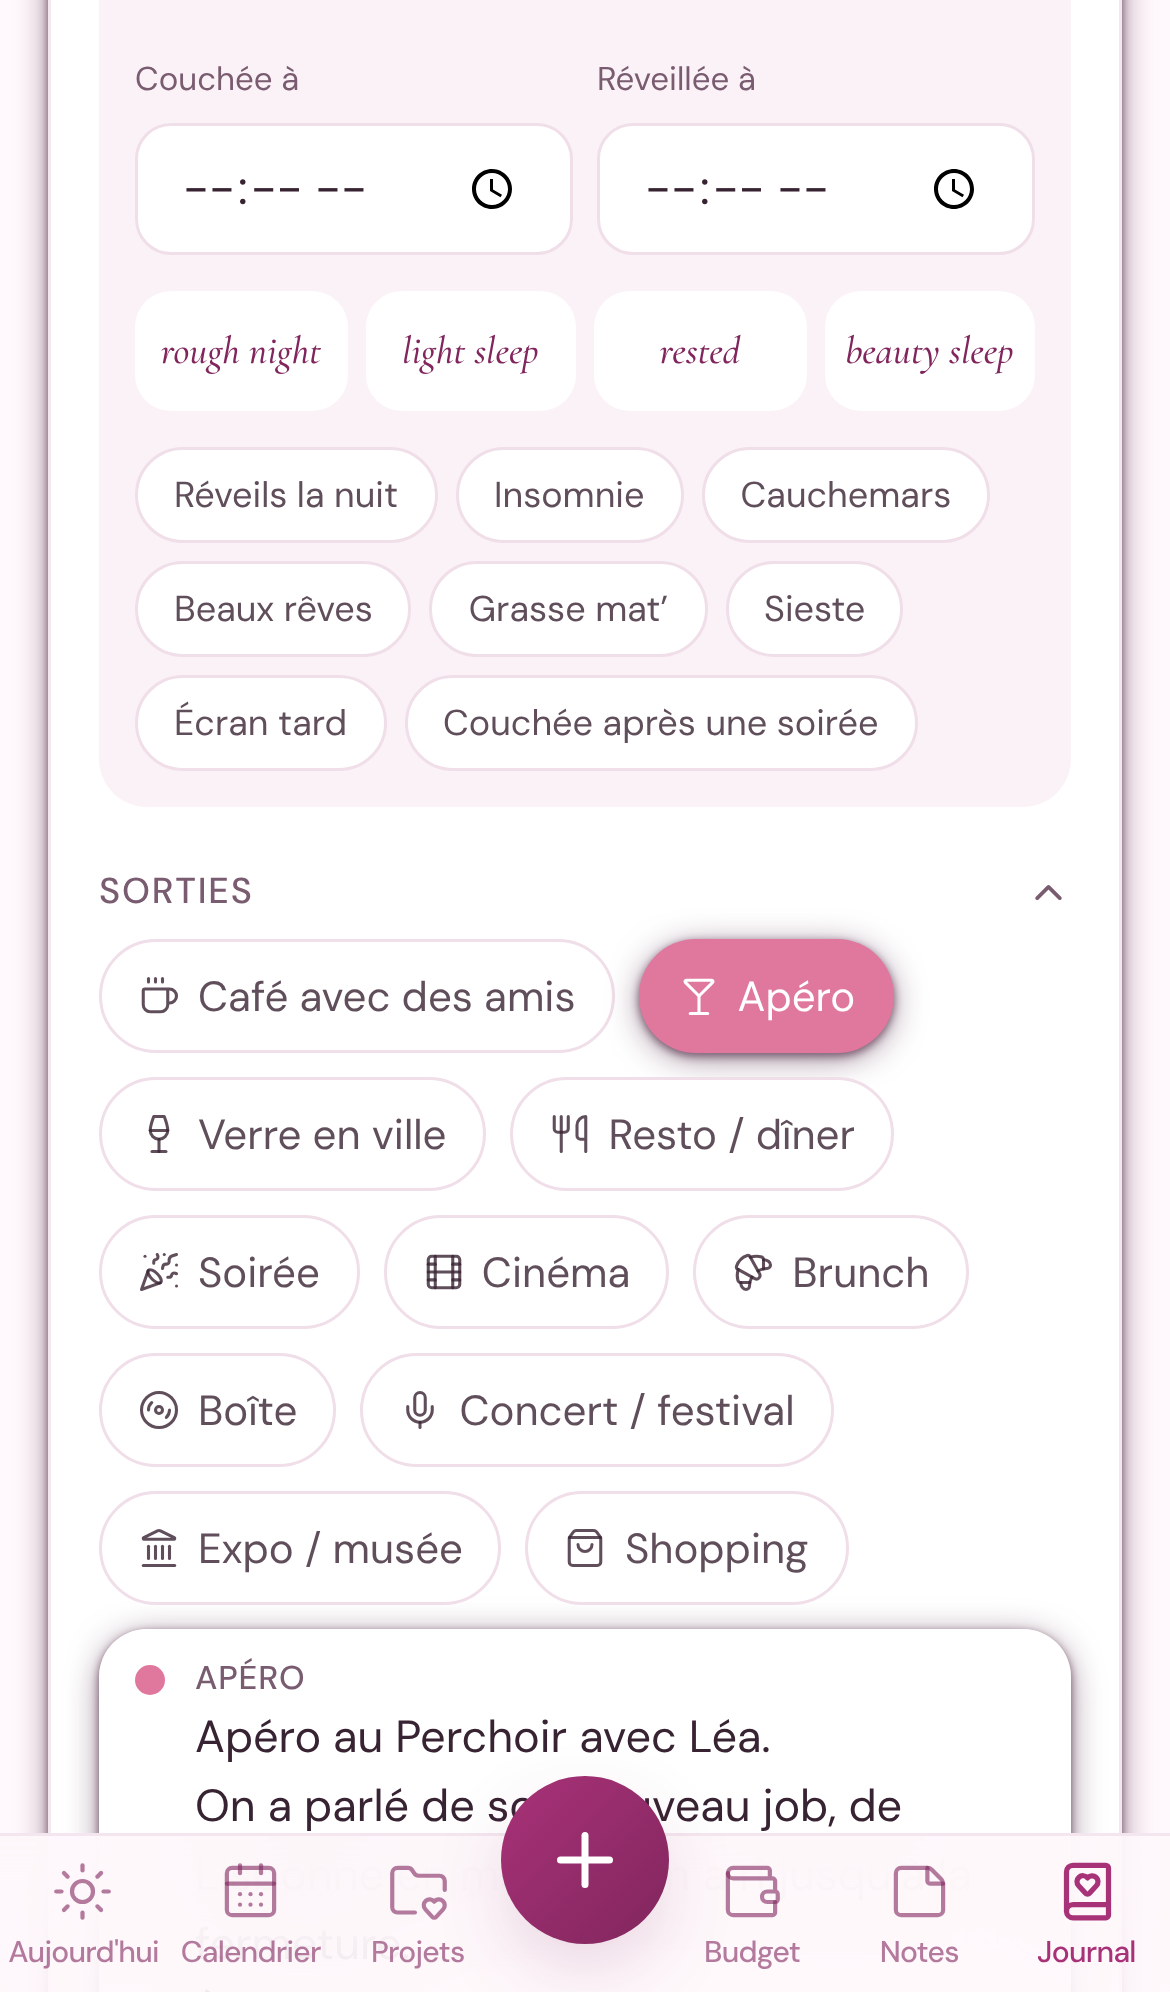 Couchée à Réveillée à
--:-- -- --:-- --
rough night light sleep rested beauty sleep
Réveils la nuit Insomnie Cauchemars
Beaux rêves Grasse mat’ Sieste
Écran tard Couchée après une soirée
SORTIES
Café avec des amis Apéro
Verre en ville Resto / dîner
Soirée Cinéma Brunch
Boîte Concert / festival
Expo / musée Shopping
APÉRO
Apéro au Perchoir avec Léa.
On a parlé de job, de
fermeture
Aujourd'hui Calendrier Projets Budget Notes Journal